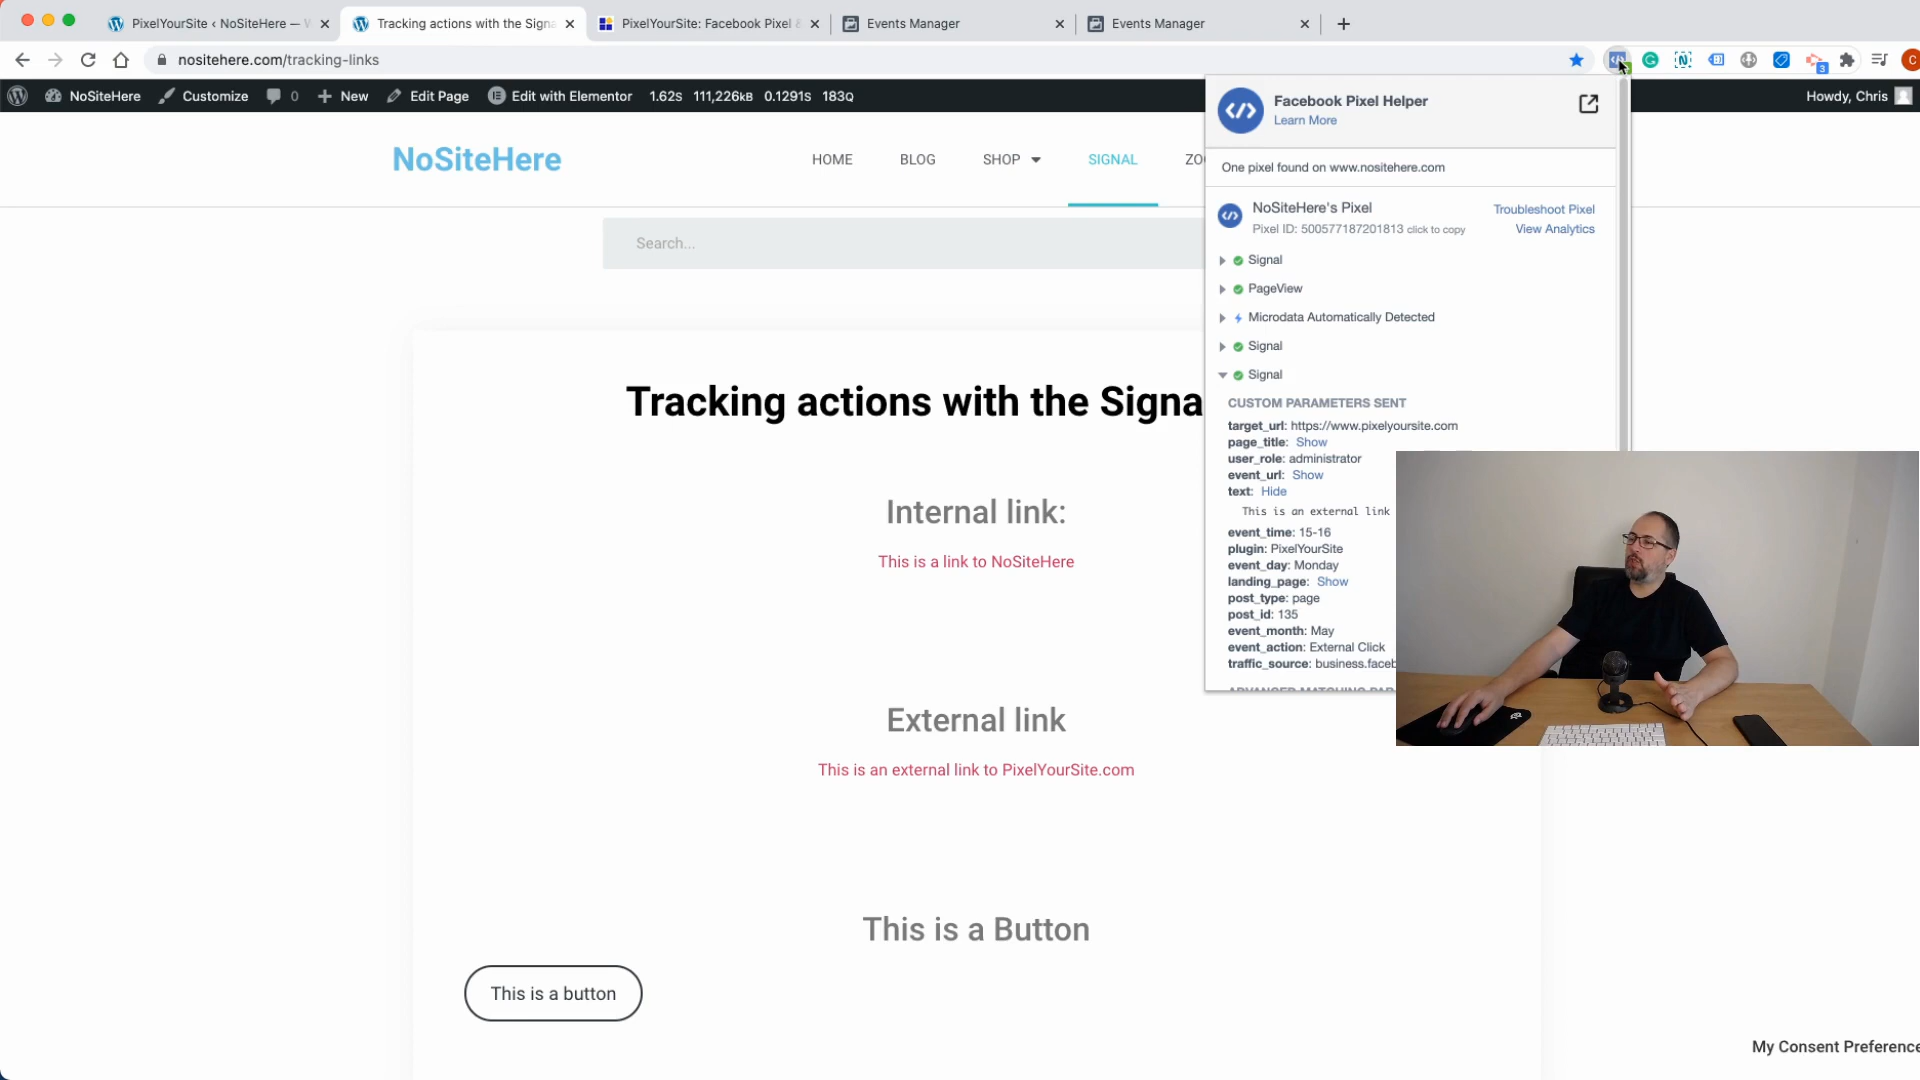 PixelYourSite ‹ NoSiteHere —
Tracking actions with the Signa
PixelYourSite: Facebook Pixel &
Events Manager
Events Manager
nositehere.com/tracking-links
3
C
NoSiteHere
Customize
0
New
Edit Page
Edit with Elementor
1.62S 111,226KB 0.1291S 183Q
Howdy, Chris
NoSiteHere
HOME
BLOG
SHOP
SIGNAL
Search...
Tracking actions with the Signa
Internal link:
This is a link to NoSiteHere
External link
This is an external link to PixelYourSite.com
This is a Button
This is a button
My Consent Preference
Facebook Pixel Helper
Learn More
One pixel found on www.nositehere.com
NoSiteHere's Pixel
Pixel ID: 500577187201813 click to copy
Troubleshoot Pixel
View Analytics
Signal
PageView
Microdata Automatically Detected
Signal
Signal
CUSTOM PARAMETERS SENT
target_url: https://www.pixelyoursite.com
page_title: Show
user_role: administrator
event_url: Show
text: Hide
This is an external link
event_time: 15-16
plugin: PixelYourSite
event_day: Monday
landing_page: Show
post_type: page
post_id: 135
event_month: May
event_action: External Click
traffic_source: business.faceb